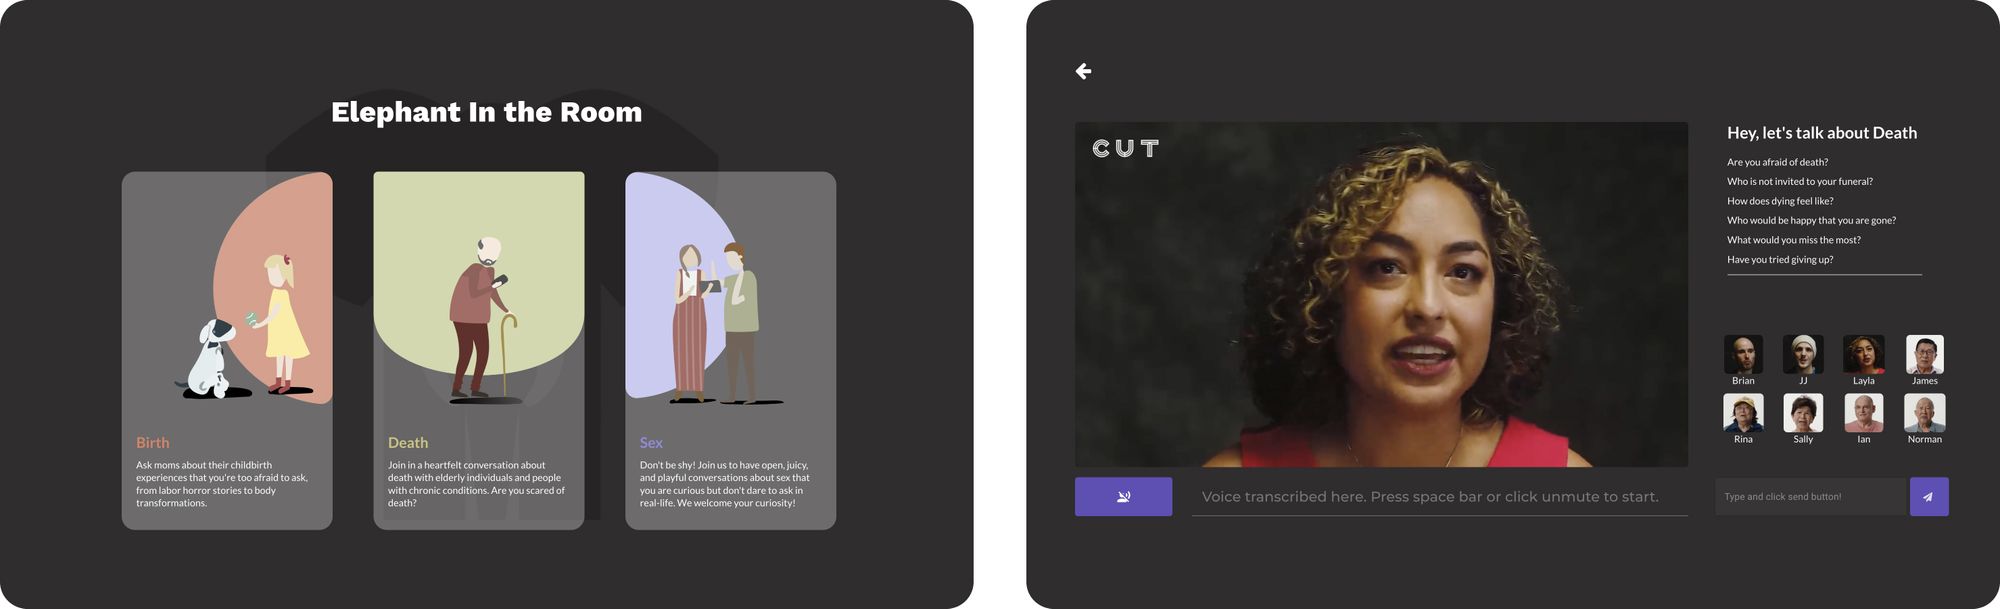 Elephant In the Room
Birth
Ask moms about their childbirth
experiences that you're too afraid to ask,
from labor horror stories to body
transformations.
Death
Join in a heartfelt conversation about
death with elderly individuals and people
with chronic conditions. Are you scared of
death?
Sex
Don't be shy! Join us to have open, juicy,
and playful conversations about sex that
you are curious but don't dare to ask in
real-life. We welcome your curiosity!
CUT
Voice transcribed here. Press space bar or click unmute to start.
Hey, let's talk about Death
Are you afraid of death?
Who is not invited to your funeral?
How does dying feel like?
Who would be happy that you are gone?
What would you miss the most?
Have you tried giving up?
Brian JJ Layla James
Rina Sally Ian Norman
Type and click send button!